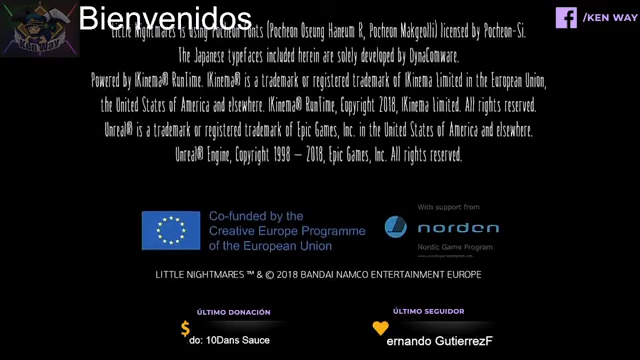 Bienvenidos
/KEN WAY
Ken Way
Little Nightmares is using Pocheon Fonts (Pocheon Oseung Haneum R, Pocheon Makgeolli) licensed by Pocheon-Si.
The Japanese typefaces included herein are solely developed by DynaComware.
Powered by IKinema® RunTime. IKinema® is a trademark or registered trademark of IKinema Limited in the European Union,
the United States of America and elsewhere. IKinema® RunTime, Copyright 2018, IKinema Limited. All rights reserved.
Unreal® is a trademark or registered trademark of Epic Games, Inc. in the United States of America and elsewhere.
Unreal® Engine, Copyright 1998 – 2018, Epic Games, Inc. All rights reserved.
Co-funded by the
Creative Europe Programme
of the European Union
With support from
norden
Nordic Game Program
LITTLE NIGHTMARES ™ & © 2018 BANDAI NAMCO ENTERTAINMENT EUROPE
ÚLTIMO DONACIÓN
do: 10Dans Sauce
ÚLTIMO SEGUIDOR
ernando GutierrezF